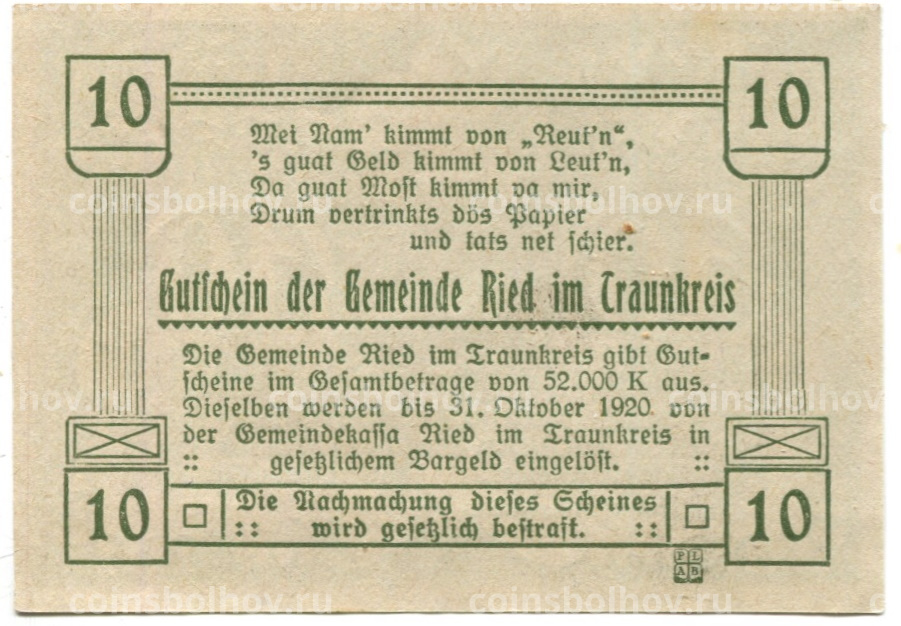 10
10
Mei Nam' kimmt von „Reut'n“,
's guat Geld kimmt von Leut'n,
Da guat Most kimmt va mir,
Drum vertrinkts dös Papier
und tats net schier.
Gutschein der Gemeinde Ried im Traunkreis
Die Gemeinde Ried im Traunkreis gibt Gut-
scheine im Gesamtbetrage von 52.000 K aus.
Dieselben werden bis 31. Oktober 1920 von
der Gemeindekassa Ried im Traunkreis in
:: gesetzlichem Bargeld eingelöst. ::
10
10
Die Nachmachung dieses Scheines
:: wird gesetzlich bestraft. ::
P L
A B
coinsbolhov.ru